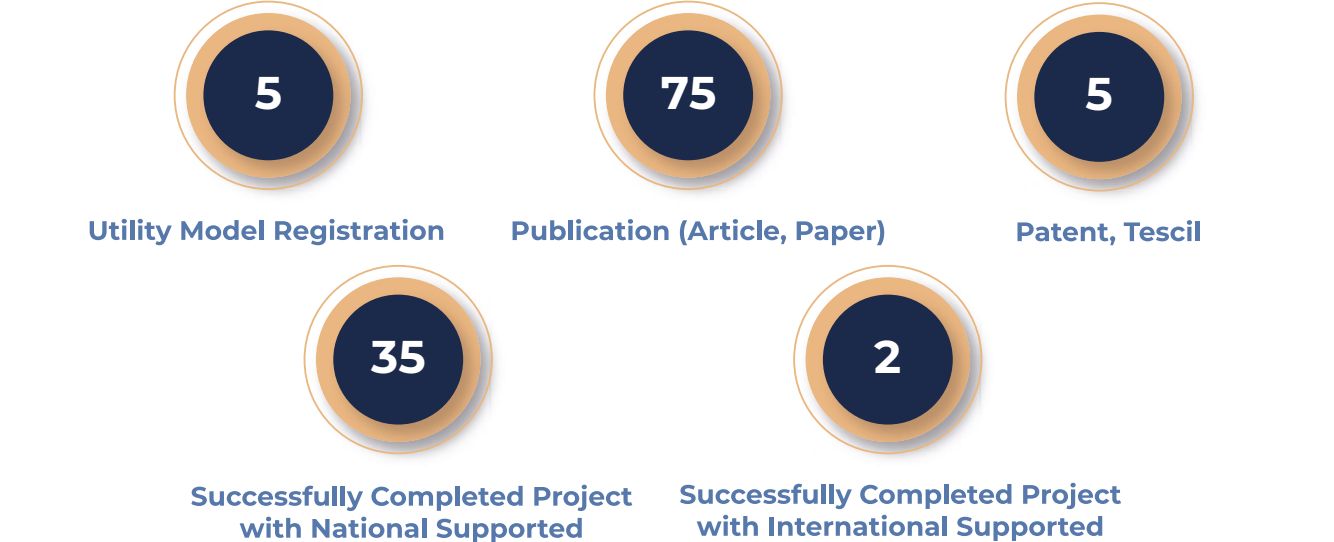 5
75
5
Utility Model Registration
Publication (Article, Paper)
Patent, Tescil
35
2
Successfully Completed Project
with National Supported
Successfully Completed Project
with International Supported